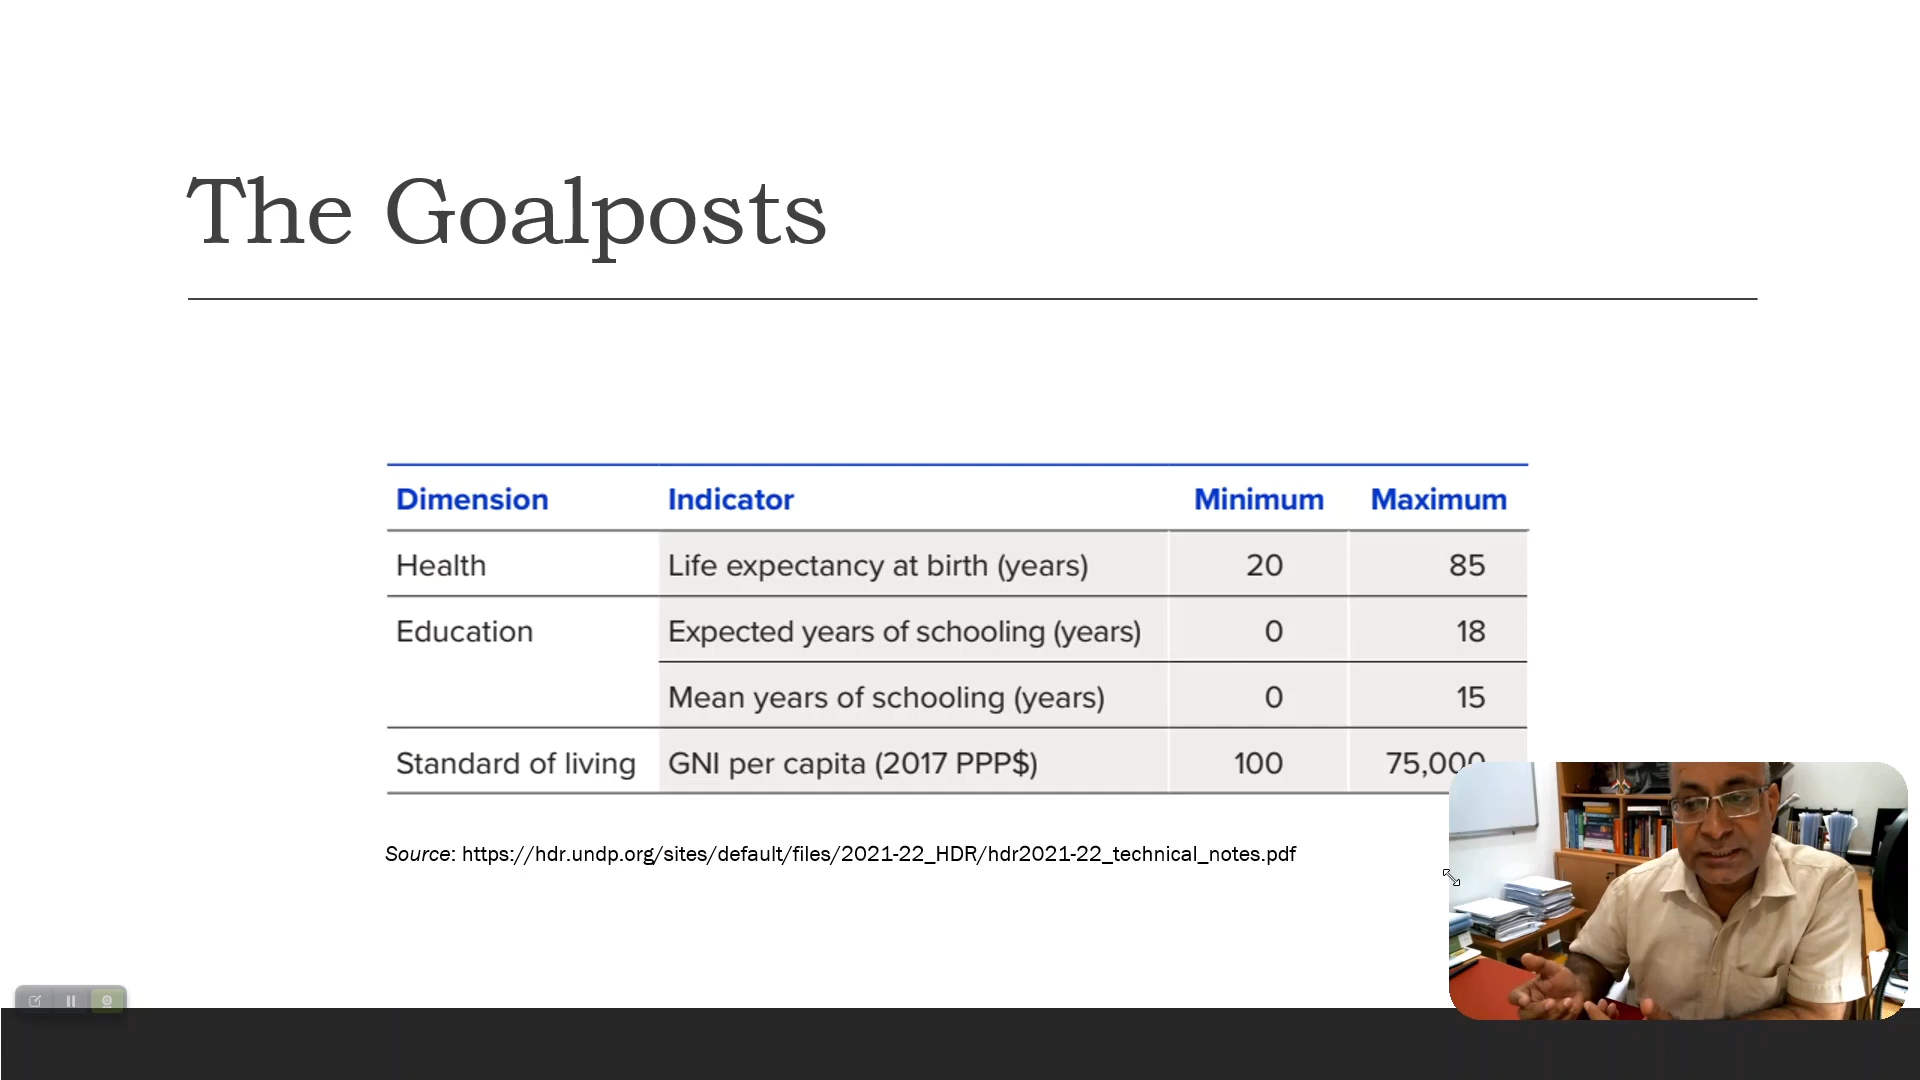 The Goalposts
Dimension Indicator Minimum Maximum
Health Life expectancy at birth (years) 20 85
Education Expected years of schooling (years) 0 18
Mean years of schooling (years) 0 15
Standard of living GNI per capita (2017 PPP$) 100 75,000
Source: https://hdr.undp.org/sites/default/files/2021-22_HDR/hdr2021-22_technical_notes.pdf